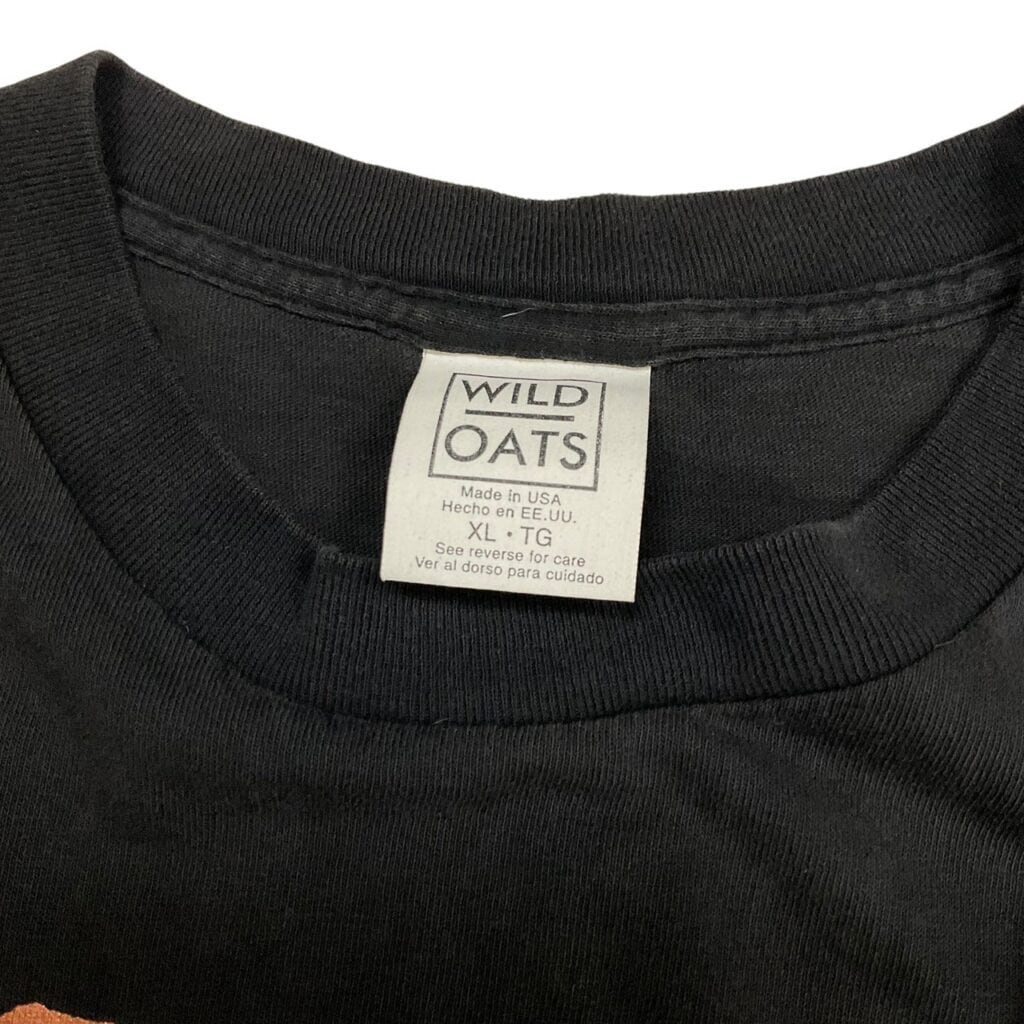 WILD
OATS
Made in USA
Hecho en EE.UU.
XL • TG
See reverse for care
Ver al dorso para cuidado